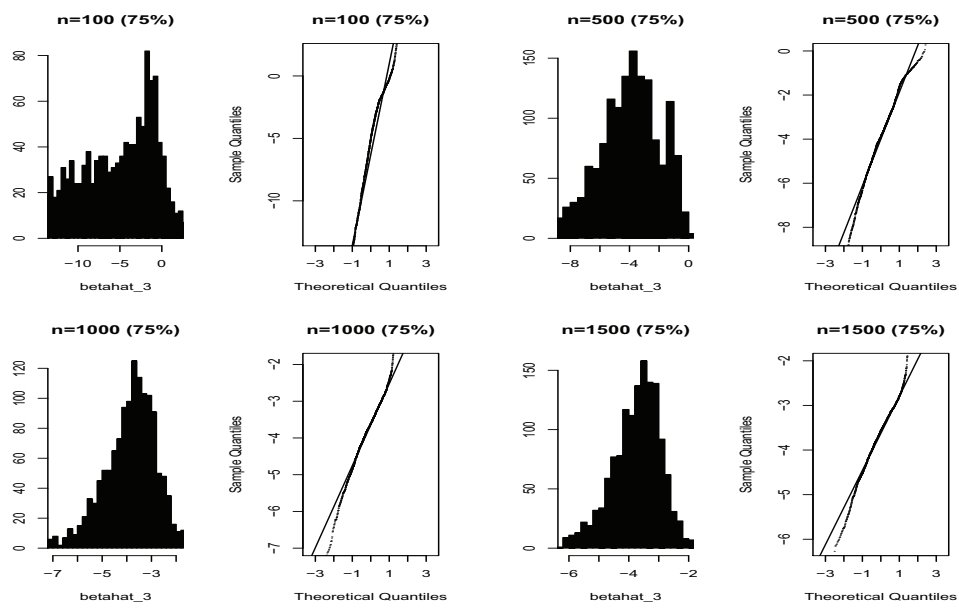 n=100 (75%)
0 20 40 60 80
−10 −5 0
betahat_3
n=100 (75%)
Sample Quantiles
−10 −5 0
−3 −1 1 3
Theoretical Quantiles
n=500 (75%)
0 50 100 150
−8 −4 0
betahat_3
n=500 (75%)
Sample Quantiles
−8 −6 −4 −2 0
−3 −1 1 3
Theoretical Quantiles
n=1000 (75%)
0 20 40 60 80 100 120
−7 −5 −3
betahat_3
n=1000 (75%)
Sample Quantiles
−7 −6 −5 −4 −3 −2
−3 −1 1 3
Theoretical Quantiles
n=1500 (75%)
0 50 100 150
−6 −4 −2
betahat_3
n=1500 (75%)
Sample Quantiles
−6 −5 −4 −3 −2
−3 −1 1 3
Theoretical Quantiles